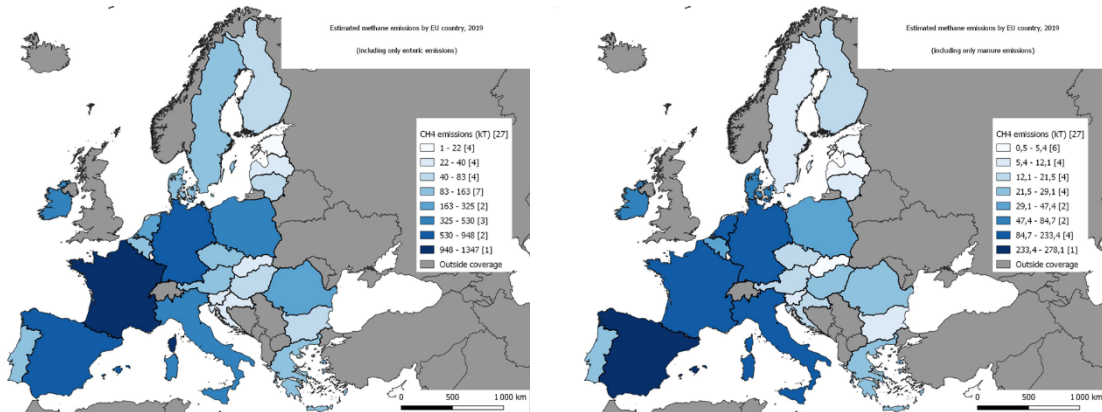 Estimated methane emissions by EU country, 2019
(including only enteric emissions)
CH4 emissions (kT) [27]
1 - 22 [4]
22 - 40 [4]
40 - 83 [4]
83 - 163 [7]
163 - 325 [2]
325 - 530 [3]
530 - 948 [2]
948 - 1347 [1]
Outside coverage
0 500 1 000 km
Estimated methane emissions by EU country, 2019
(including only manure emissions)
CH4 emissions (kT) [27]
0,5 - 5,4 [6]
5,4 - 12,1 [4]
12,1 - 21,5 [4]
21,5 - 29,1 [4]
29,1 - 47,4 [2]
47,4 - 84,7 [2]
84,7 - 233,4 [4]
233,4 - 278,1 [1]
Outside coverage
0 500 1 000 km